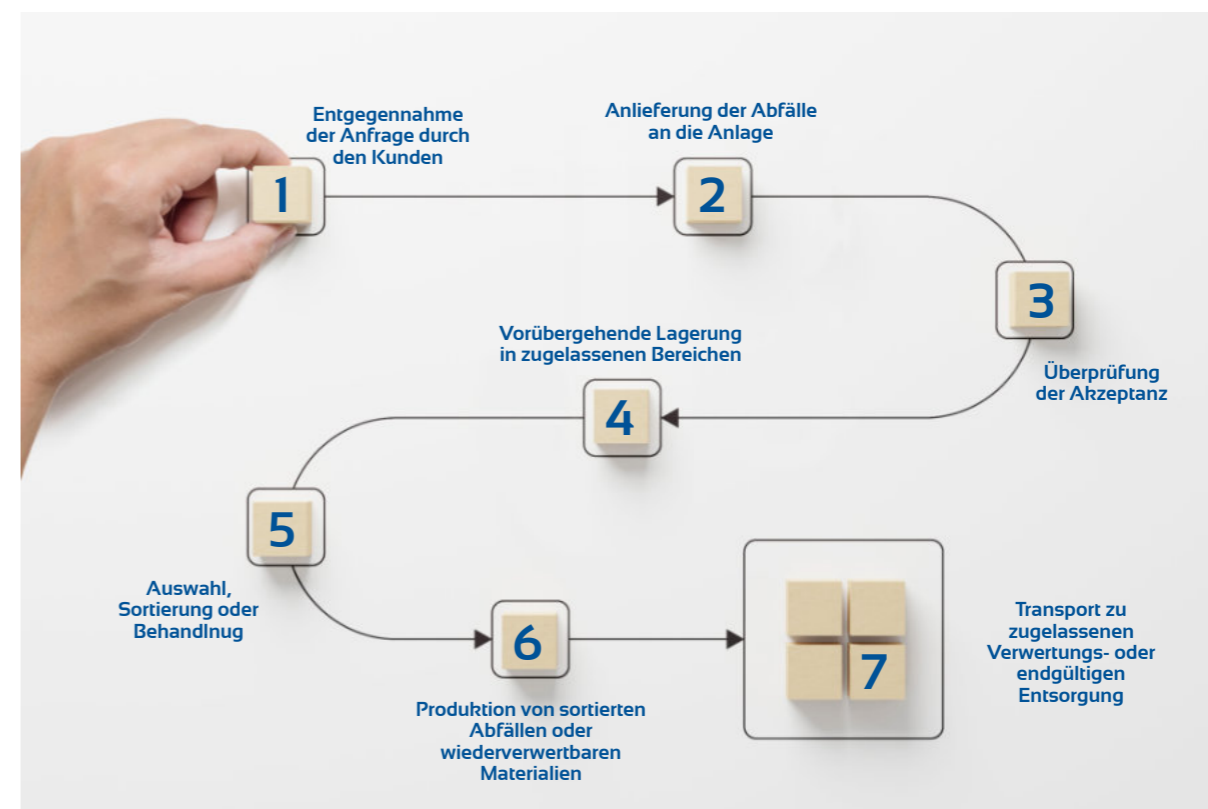 Entgegennahme
der Anfrage durch
den Kunden
1
Anlieferung der Abfälle
an die Anlage
2
3
Überprüfung
der Akzeptanz
Vorübergehende Lagerung
in zugelassenen Bereichen
4
5
Auswahl,
Sortierung oder
Behandlnug
6
Produktion von sortierten
Abfällen oder
wiederverwertbaren
Materialien
7
Transport zu
zugelassenen
Verwertungs- oder
endgültigen
Entsorgung